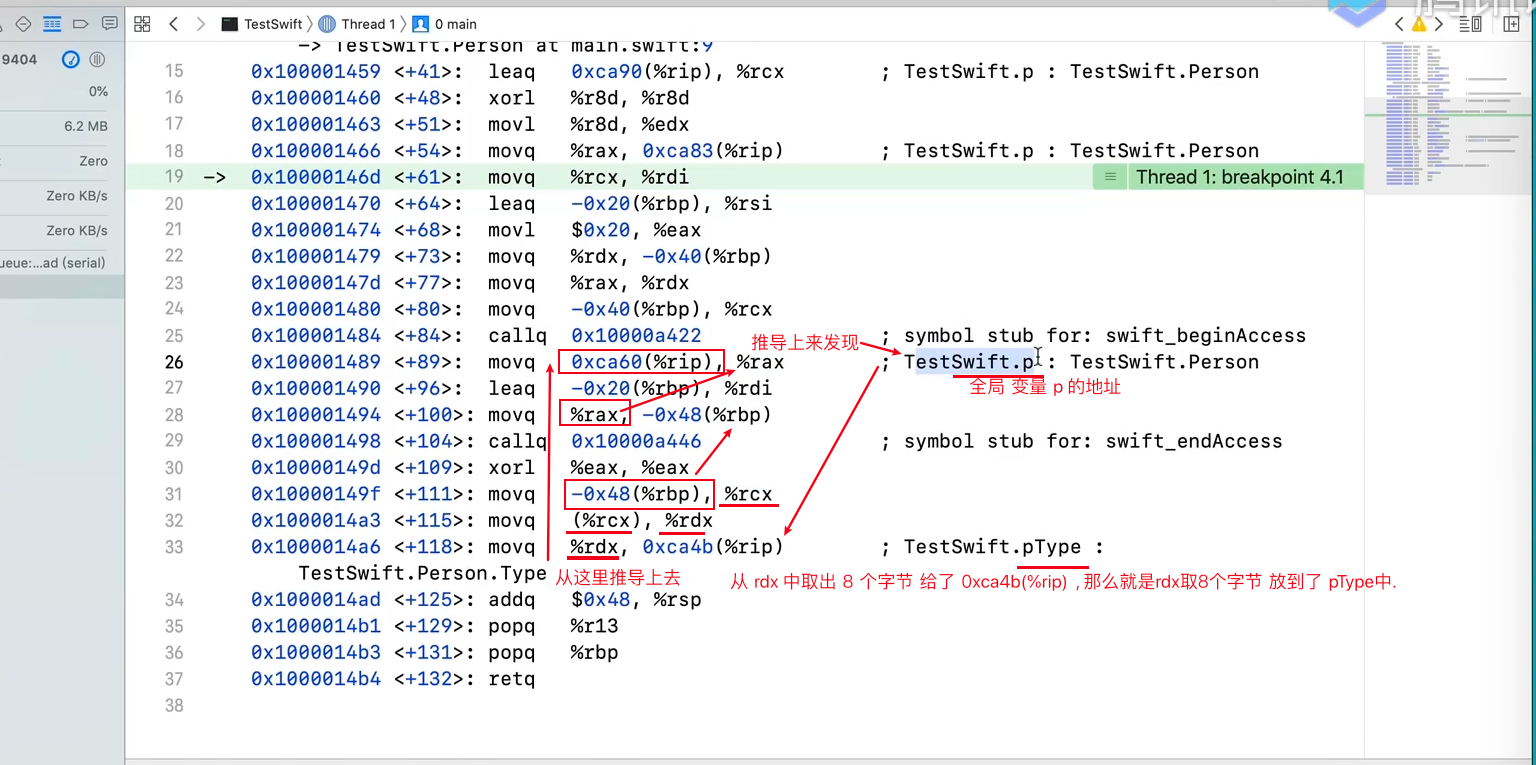 TestSwift 〉 Thread 1 〉 0 main
9404
0%
6.2 MB
Zero
Zero KB/s
Zero KB/s
ueue:...ad (serial)
-> TestSwift.Person at main.swift:9
15 0x100001459 <+41>: leaq 0xca90(%rip), %rcx ; TestSwift.p : TestSwift.Person
16 0x100001460 <+48>: xorl %r8d, %r8d
17 0x100001463 <+51>: movl %r8d, %edx
18 0x100001466 <+54>: movq %rax, 0xca83(%rip) ; TestSwift.p : TestSwift.Person
19 -> 0x10000146d <+61>: movq %rcx, %rdi Thread 1: breakpoint 4.1
20 0x100001470 <+64>: leaq -0x20(%rbp), %rsi
21 0x100001474 <+68>: movl $0x20, %eax
22 0x100001479 <+73>: movq %rdx, -0x40(%rbp)
23 0x10000147d <+77>: movq %rax, %rdx
24 0x100001480 <+80>: movq -0x40(%rbp), %rcx
25 0x100001484 <+84>: callq 0x10000a422 ; symbol stub for: swift_beginAccess
推导上来发现
26 0x100001489 <+89>: movq 0xca60(%rip), %rax ; TestSwift.p : TestSwift.Person
全局 变量 p 的地址
27 0x100001490 <+96>: leaq -0x20(%rbp), %rdi
28 0x100001494 <+100>: movq %rax, -0x48(%rbp)
29 0x100001498 <+104>: callq 0x10000a446 ; symbol stub for: swift_endAccess
30 0x10000149d <+109>: xorl %eax, %eax
31 0x10000149f <+111>: movq -0x48(%rbp), %rcx
32 0x1000014a3 <+115>: movq (%rcx), %rdx
33 0x1000014a6 <+118>: movq %rdx, 0xca4b(%rip) ; TestSwift.pType :
TestSwift.Person.Type
从这里推导上去
从 rdx 中取出 8 个字节 给了 0xca4b(%rip) , 那么就是rdx取8个字节 放到了 pType中.
34 0x1000014ad <+125>: addq $0x48, %rsp
35 0x1000014b1 <+129>: popq %r13
36 0x1000014b3 <+131>: popq %rbp
37 0x1000014b4 <+132>: retq
38